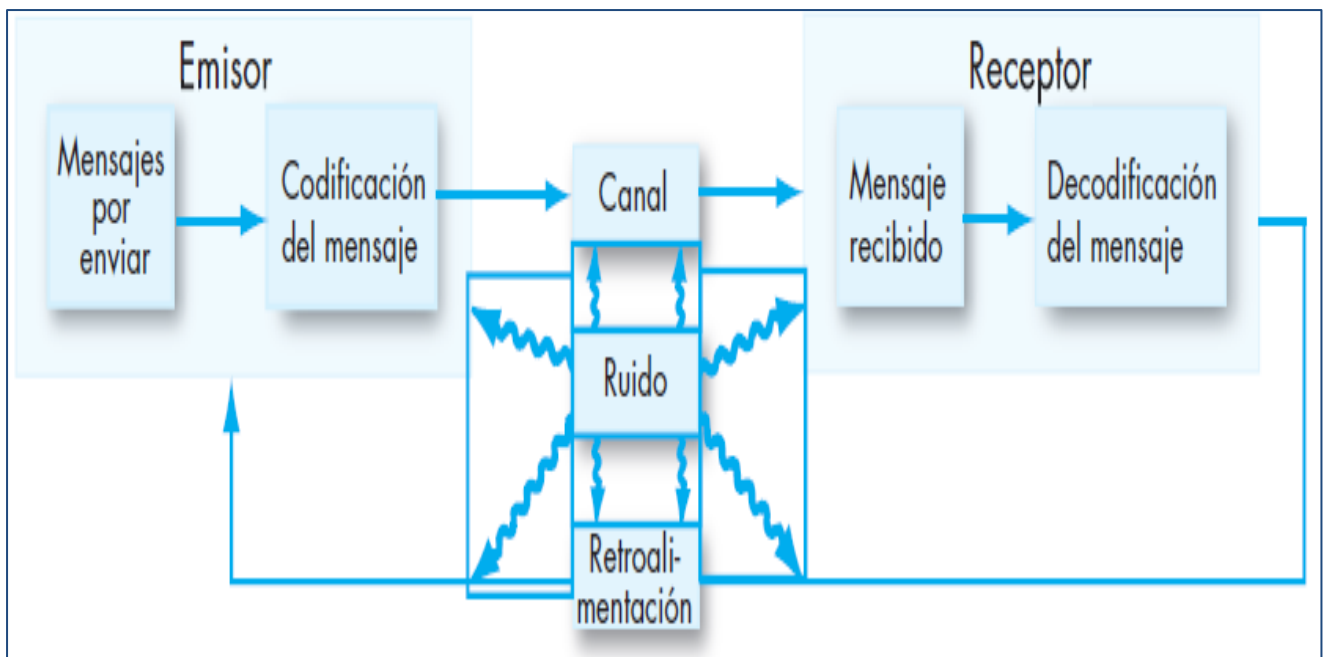 Emisor
Mensajes
por
enviar
Codificación
del mensaje
Canal
Ruido
Retroali-
mentación
Receptor
Mensaje
recibido
Decodificación
del mensaje